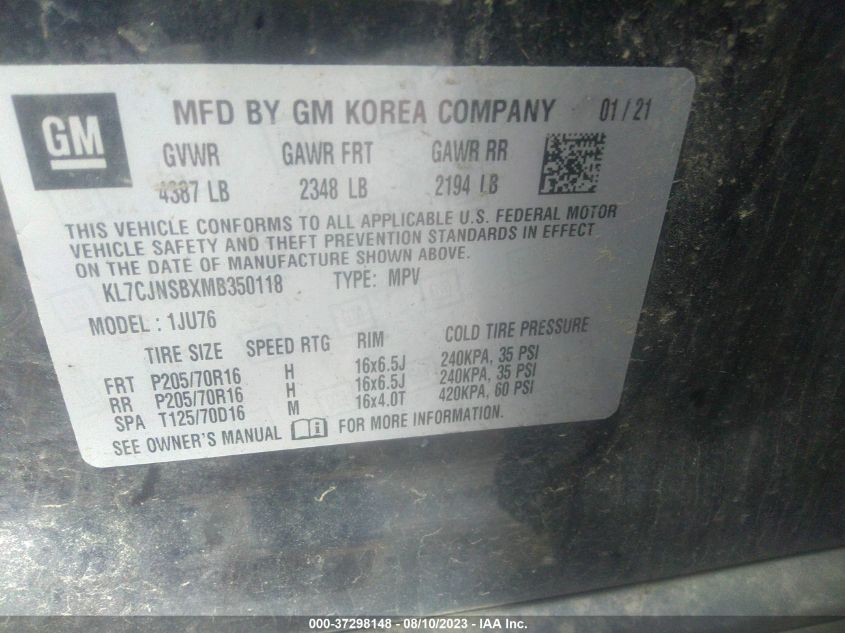 GM
MFD BY GM KOREA COMPANY 01/21
GVWR GAWR FRT GAWR RR
4387 LB 2348 LB 2194 LB
THIS VEHICLE CONFORMS TO ALL APPLICABLE U.S. FEDERAL MOTOR
VEHICLE SAFETY AND THEFT PREVENTION STANDARDS IN EFFECT
ON THE DATE OF MANUFACTURE SHOWN ABOVE.
KL7CJNSBXMB350118 TYPE: MPV
MODEL : 1JU76
TIRE SIZE SPEED RTG RIM COLD TIRE PRESSURE
FRT P205/70R16 H 16x6.5J 240KPA, 35 PSI
RR P205/70R16 H 16x6.5J 240KPA, 35 PSI
SPA T125/70D16 M 16x4.0T 420KPA, 60 PSI
SEE OWNER'S MANUAL i FOR MORE INFORMATION.
000-37298148 - 08/10/2023 - IAA Inc.